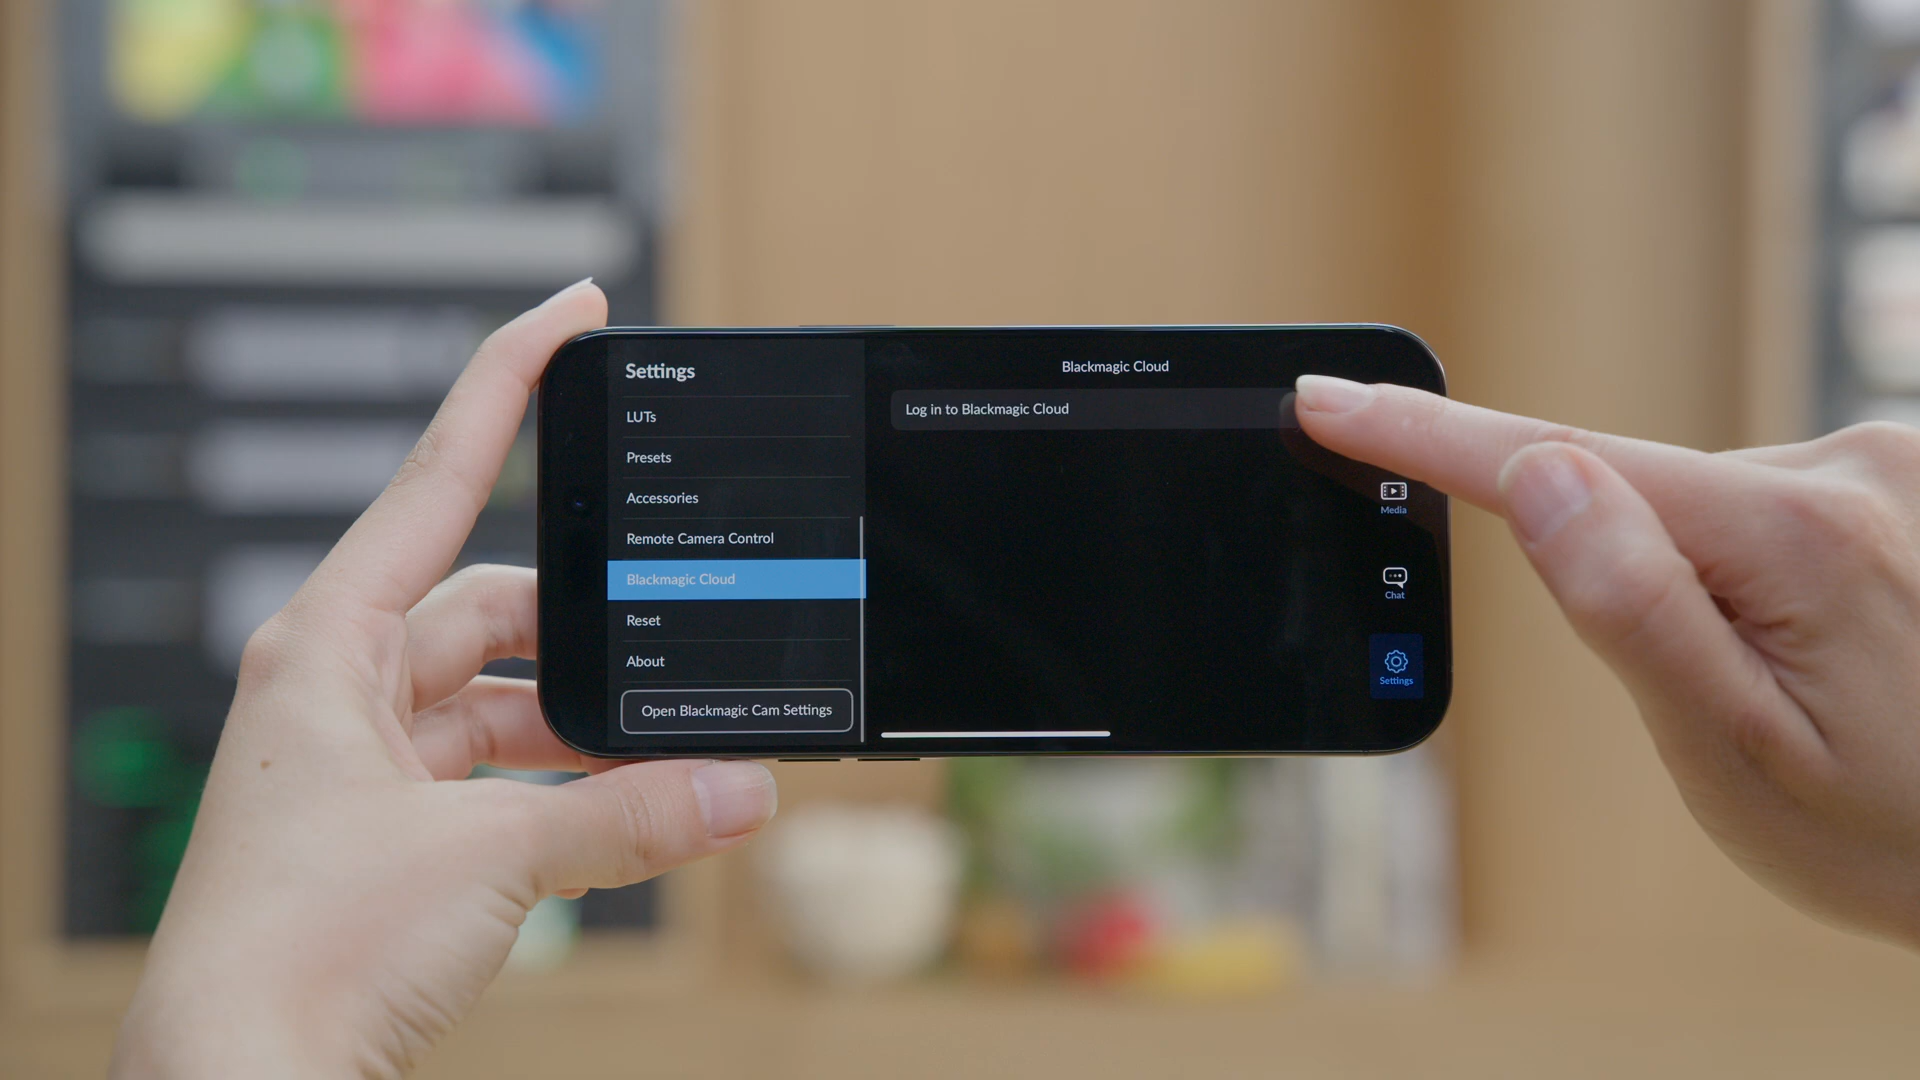 Settings
LUTs
Presets
Accessories
Remote Camera Control
Blackmagic Cloud
Reset
About
Open Blackmagic Cam Settings
Blackmagic Cloud
Log in to Blackmagic Cloud
Media
Chat
Settings